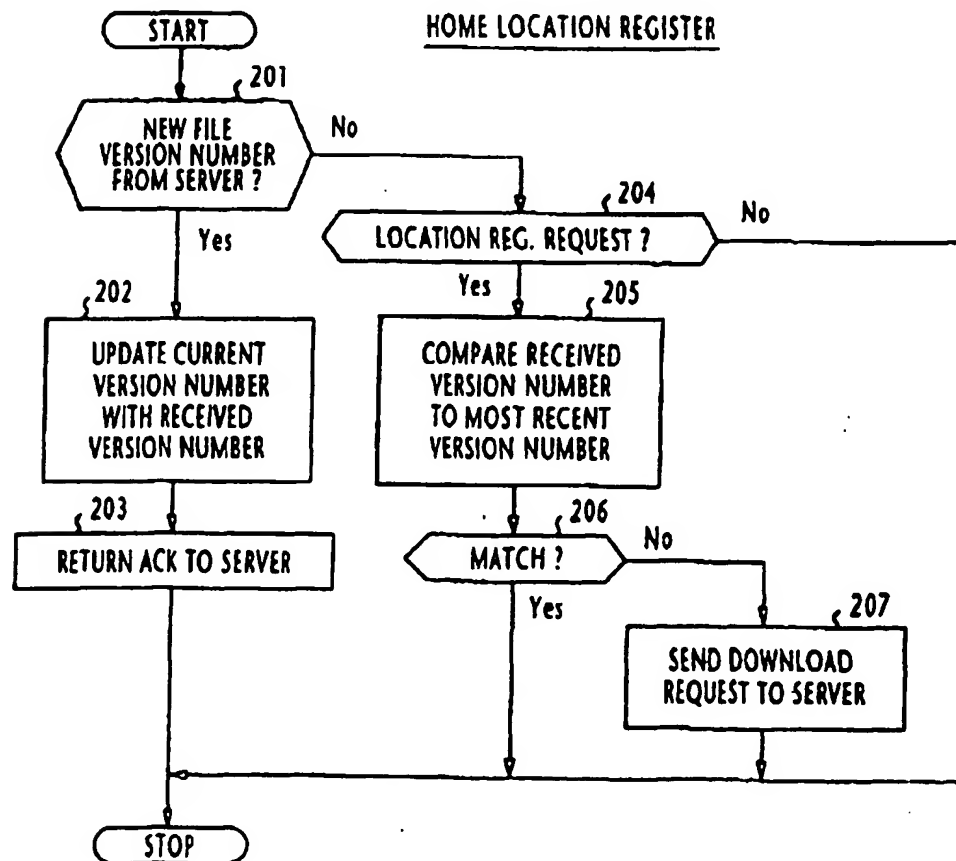 START
HOME LOCATION REGISTER
201
NEW FILE
VERSION NUMBER
FROM SERVER ?
No
Yes
204
LOCATION REG. REQUEST ?
No
Yes
202
UPDATE CURRENT
VERSION NUMBER
WITH RECEIVED
VERSION NUMBER
205
COMPARE RECEIVED
VERSION NUMBER
TO MOST RECENT
VERSION NUMBER
203
RETURN ACK TO SERVER
206
MATCH ?
No
Yes
207
SEND DOWNLOAD
REQUEST TO SERVER
STOP